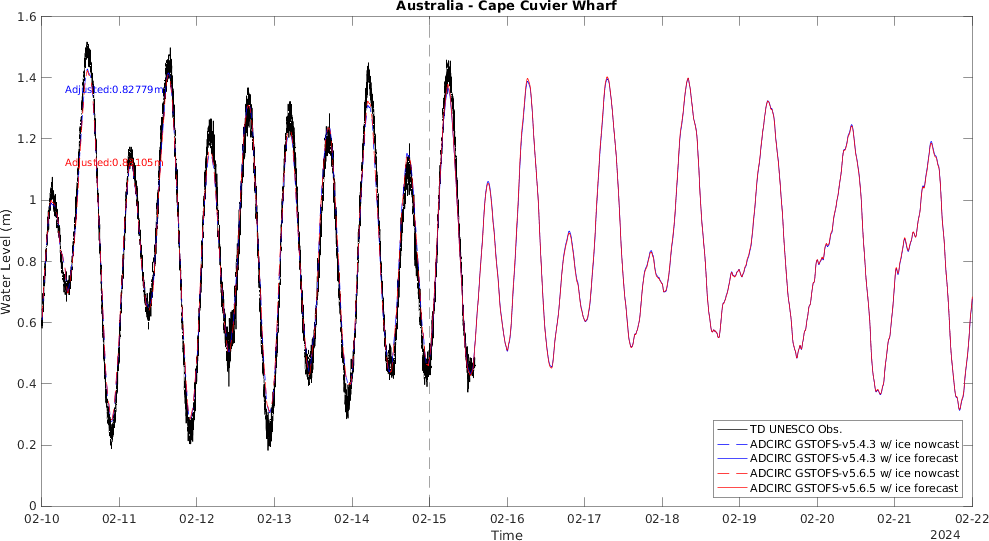 Australia - Cape Cuvier Wharf
1.6
1.4
1.2
1
0.8
0.6
0.4
0.2
0
Water Level (m)
Adjusted:0.82779m
02-10
02-11
02-12
02-13
02-14
02-15
02-16
02-17
02-18
02-19
02-20
02-21
02-22
Time
2024
TD UNESCO Obs.
ADCIRC GSTOFS-v5.4.3 w/ ice nowcast
ADCIRC GSTOFS-v5.4.3 w/ ice forecast
ADCIRC GSTOFS-v5.6.5 w/ ice nowcast
ADCIRC GSTOFS-v5.6.5 w/ ice forecast